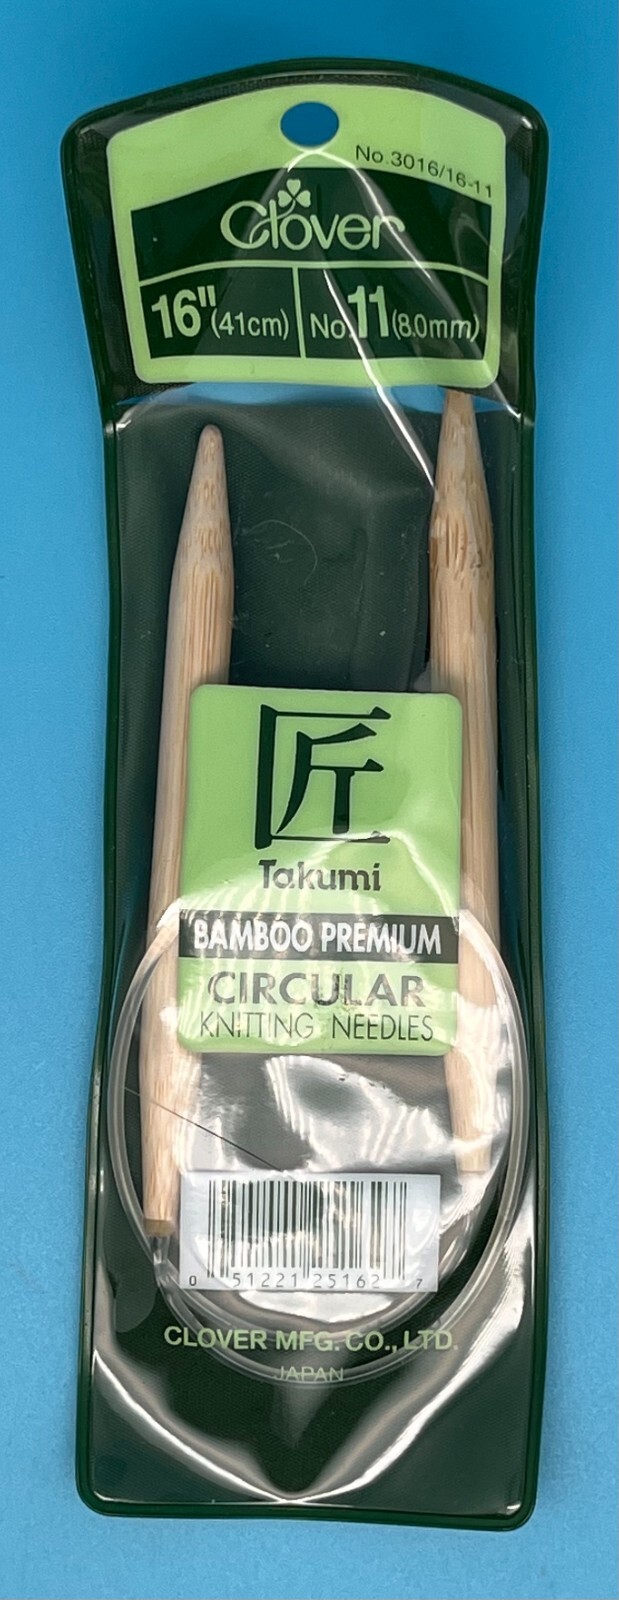 No.3016/16-11
Clover
16"(41cm) No.11(8.0mm)
匠
Takumi
BAMBOO PREMIUM
CIRCULAR
KNITTING NEEDLES
0 51221 25162 7
CLOVER MFG. CO., LTD.
JAPAN